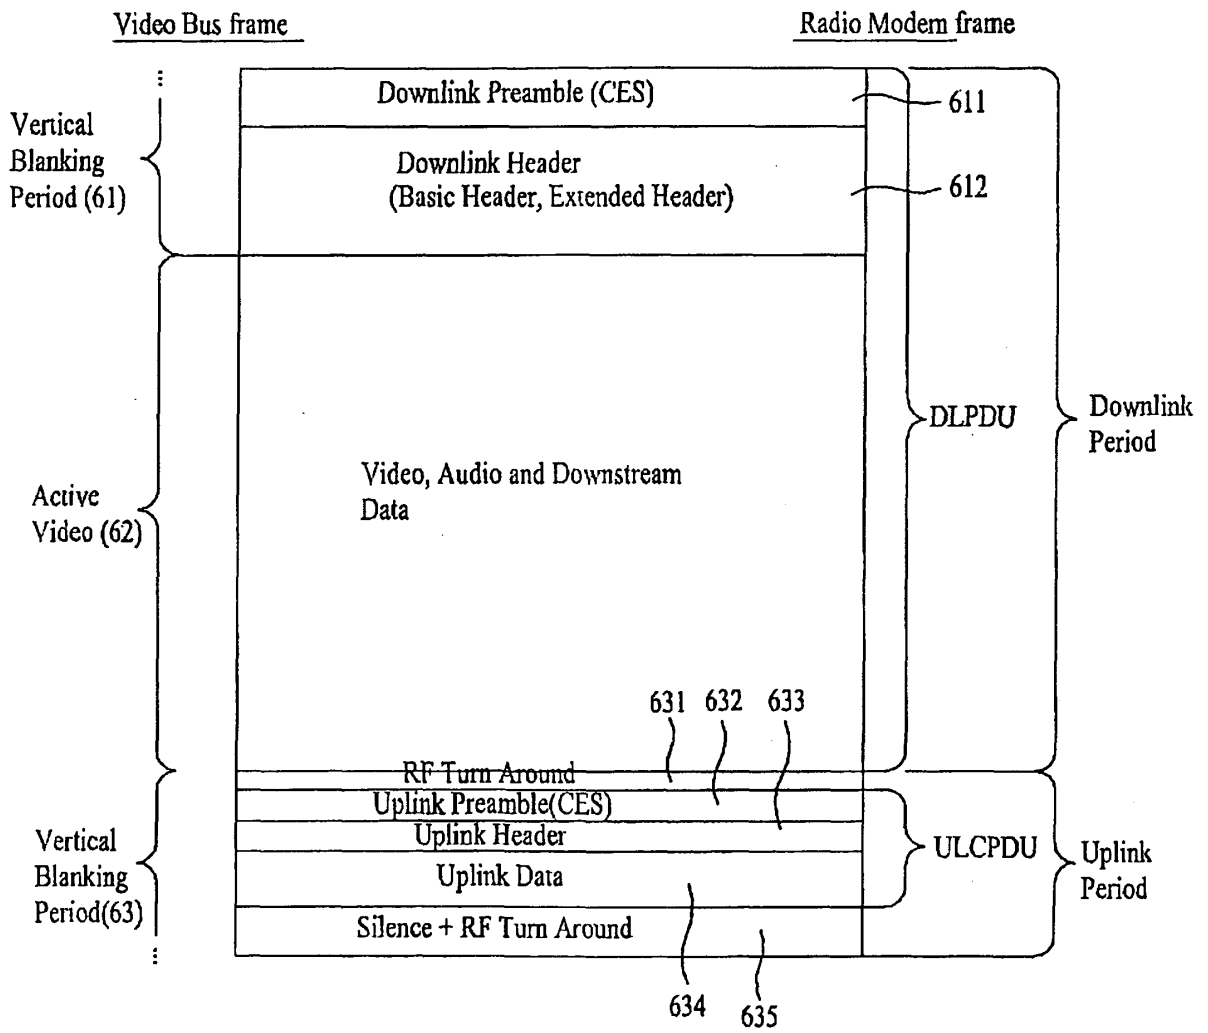 Video Bus frame
Radio Modem frame
Downlink Preamble (CES)
611
Vertical
Blanking
Period (61)
Downlink Header
(Basic Header, Extended Header)
612
DLPDU
Downlink
Period
Video, Audio and Downstream
Data
Active
Video (62)
631
632
633
RF Turn Around
Uplink Preamble(CES)
Uplink Header
Uplink Data
Silence + RF Turn Around
Vertical
Blanking
Period(63)
ULCPDU
Uplink
Period
634
635